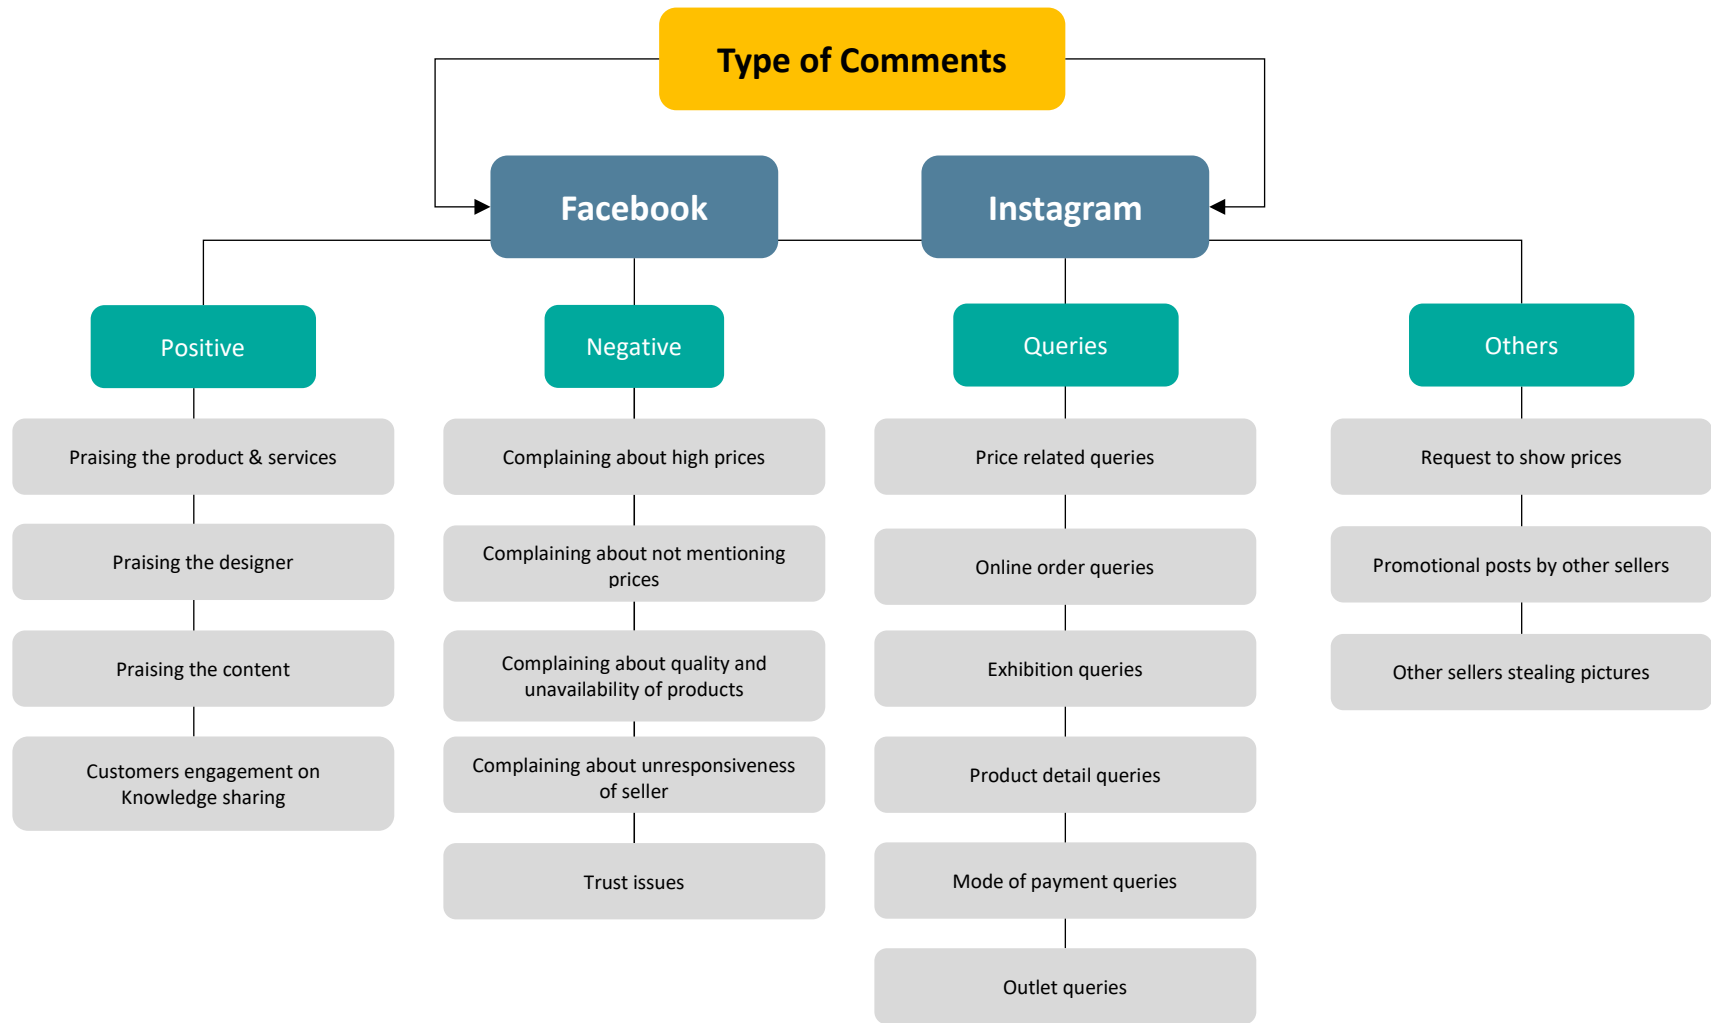 Type of Comments
Facebook
Instagram
Positive
Negative
Queries
Others
Praising the product & services
Praising the designer
Praising the content
Customers engagement on
Knowledge sharing
Complaining about high prices
Complaining about not mentioning
prices
Complaining about quality and
unavailability of products
Complaining about unresponsiveness
of seller
Trust issues
Price related queries
Online order queries
Exhibition queries
Product detail queries
Mode of payment queries
Outlet queries
Request to show prices
Promotional posts by other sellers
Other sellers stealing pictures